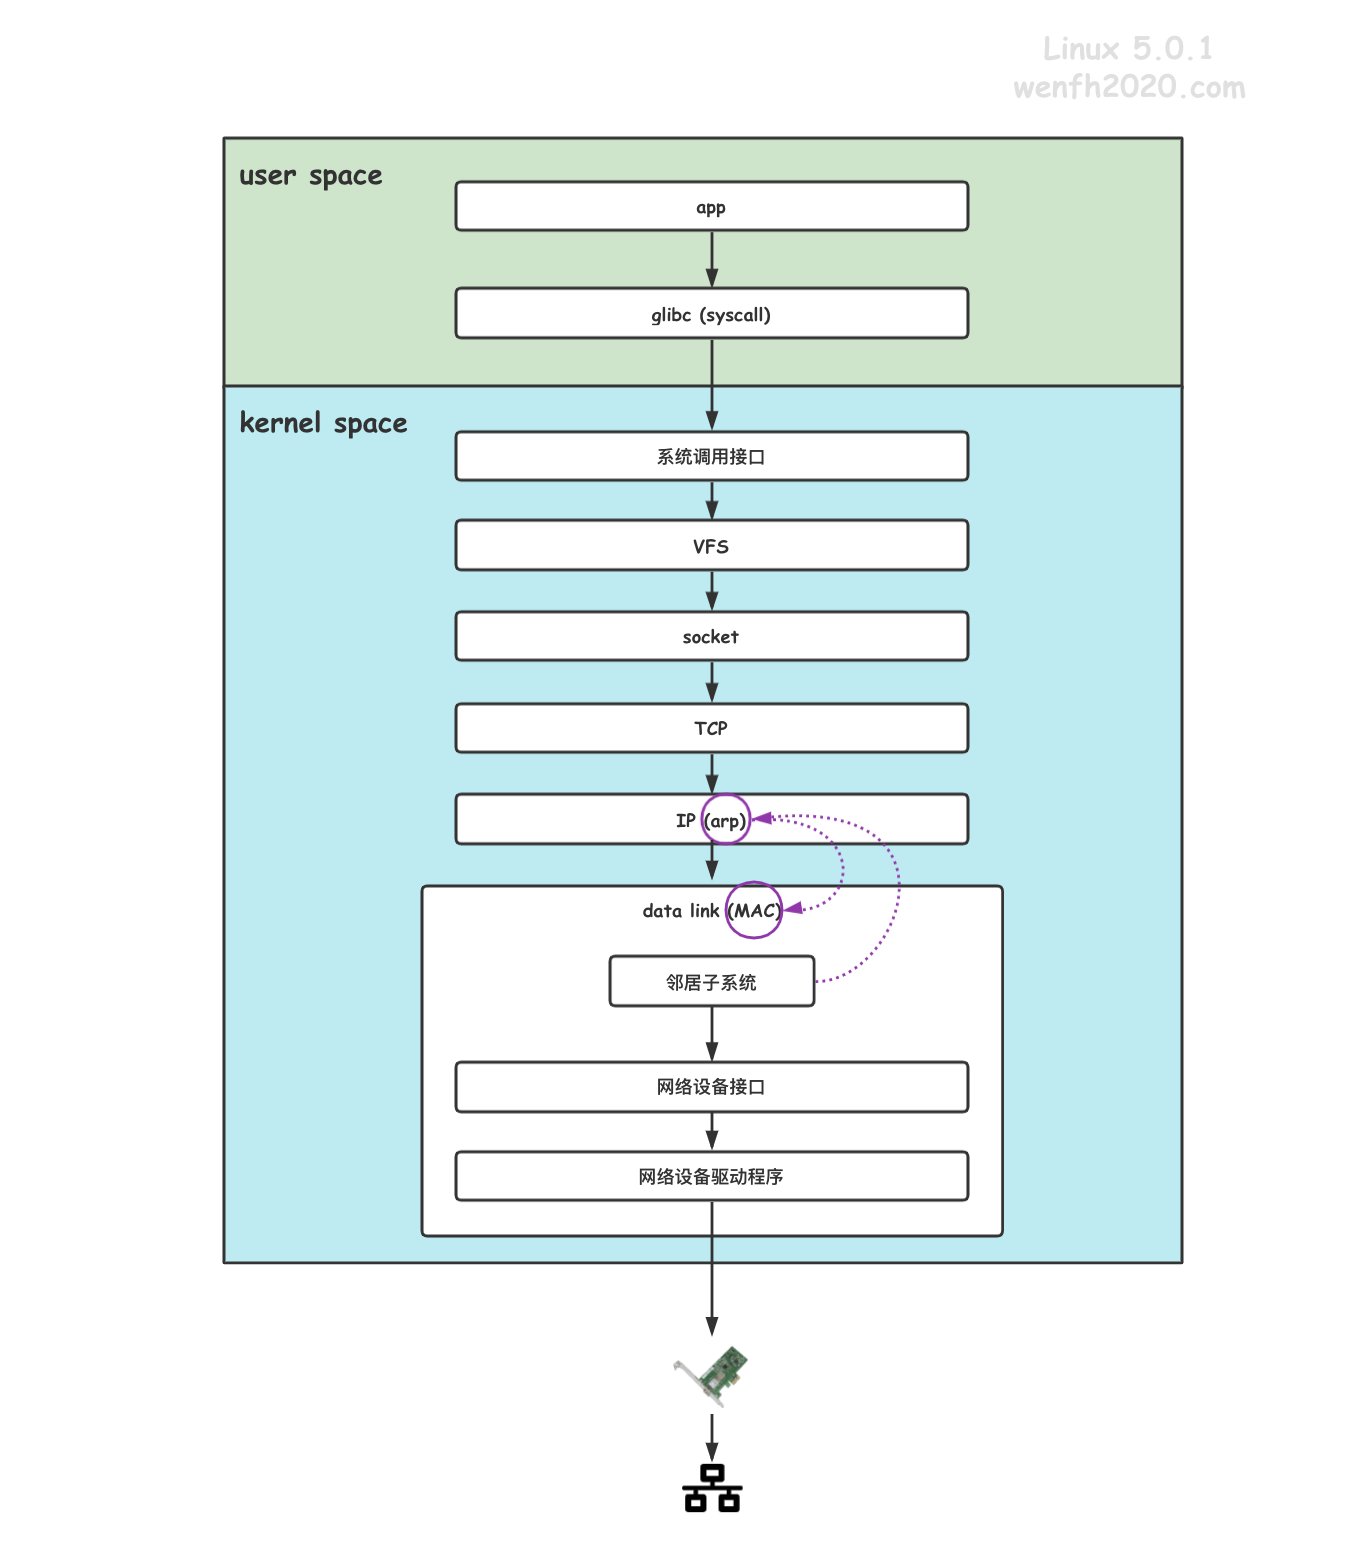 Linux 5.0.1
wenfh2020.com
user space
app
glibc (syscall)
kernel space
系统调用接口
VFS
socket
TCP
IP (arp)
data link (MAC)
邻居子系统
网络设备接口
网络设备驱动程序